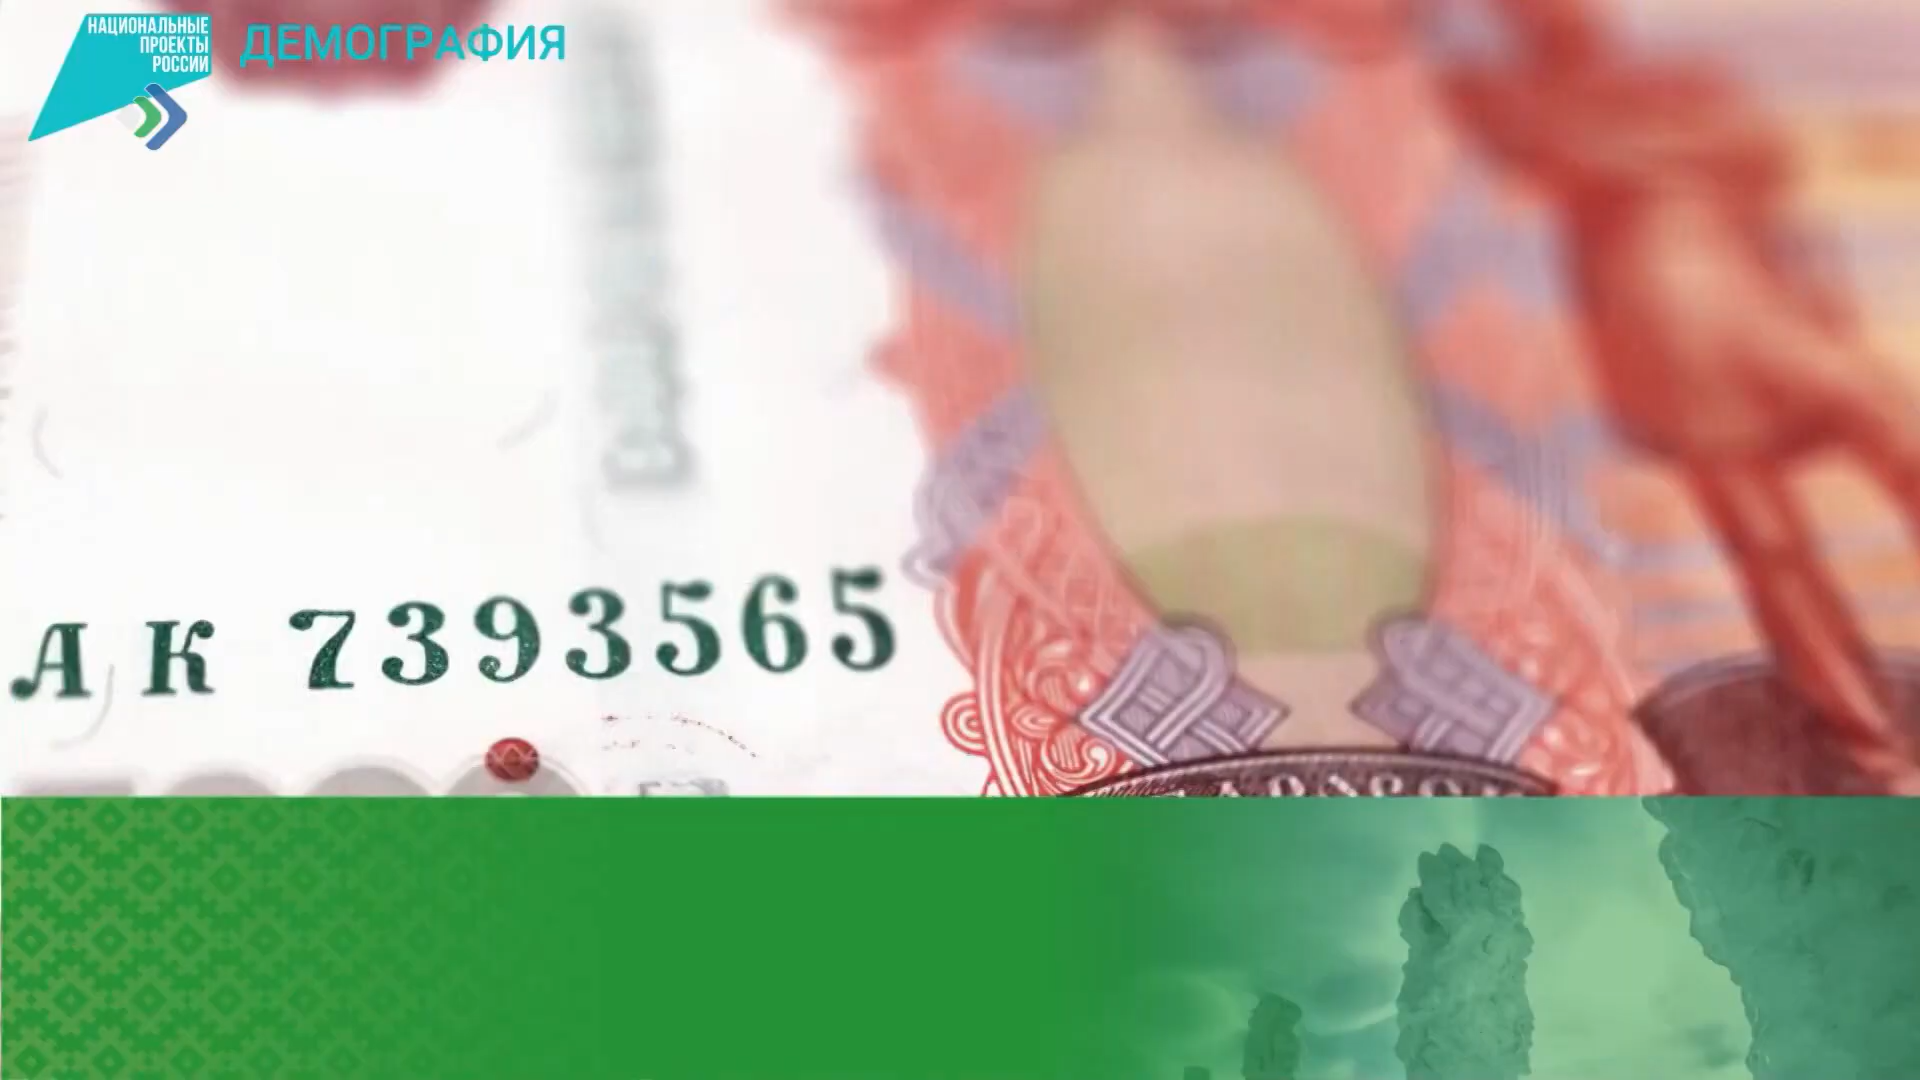 НАЦИОНАЛЬНЫЕ
ПРОЕКТЫ
РОССИИ
ДЕМОГРАФИЯ
АК 7393565